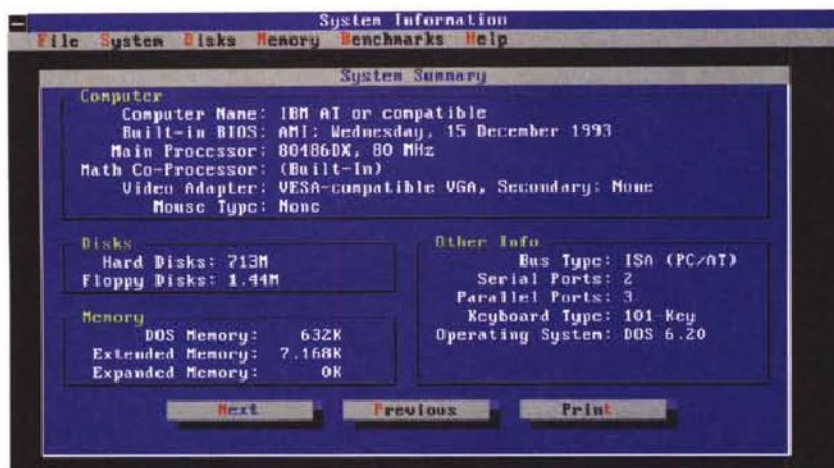 System Information
File System Disks Memory Benchmarks Help
System Summary
Computer
Computer Name: IBM AT or compatible
Built-in BIOS: AMI: Wednesday, 15 December 1993
Main Processor: 80486DX, 80 MHz
Math Co-Processor: (Built-In)
Video Adapter: VESA-compatible VGA, Secondary: None
Mouse Type: None
Disks
Hard Disks: 713M
Floppy Disks: 1.44M
Memory
DOS Memory: 632K
Extended Memory: 7.168K
Expanded Memory: 0K
Other Info
Bus Type: ISA (PC/AT)
Serial Ports: 2
Parallel Ports: 3
Keyboard Type: 101-Key
Operating System: DOS 6.20
Next Previous Print